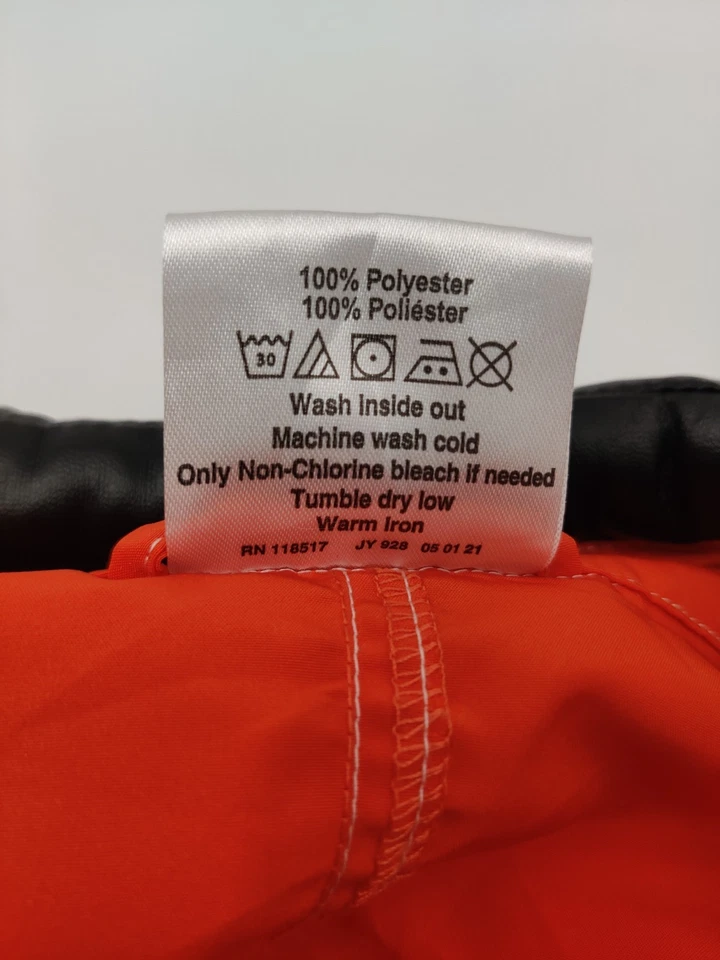 100% Polyester
100% Poliéster
30
Wash inside out
Machine wash cold
Only Non-Chlorine bleach if needed
Tumble dry low
Warm Iron
RN 118517 JY 928 05 01 21